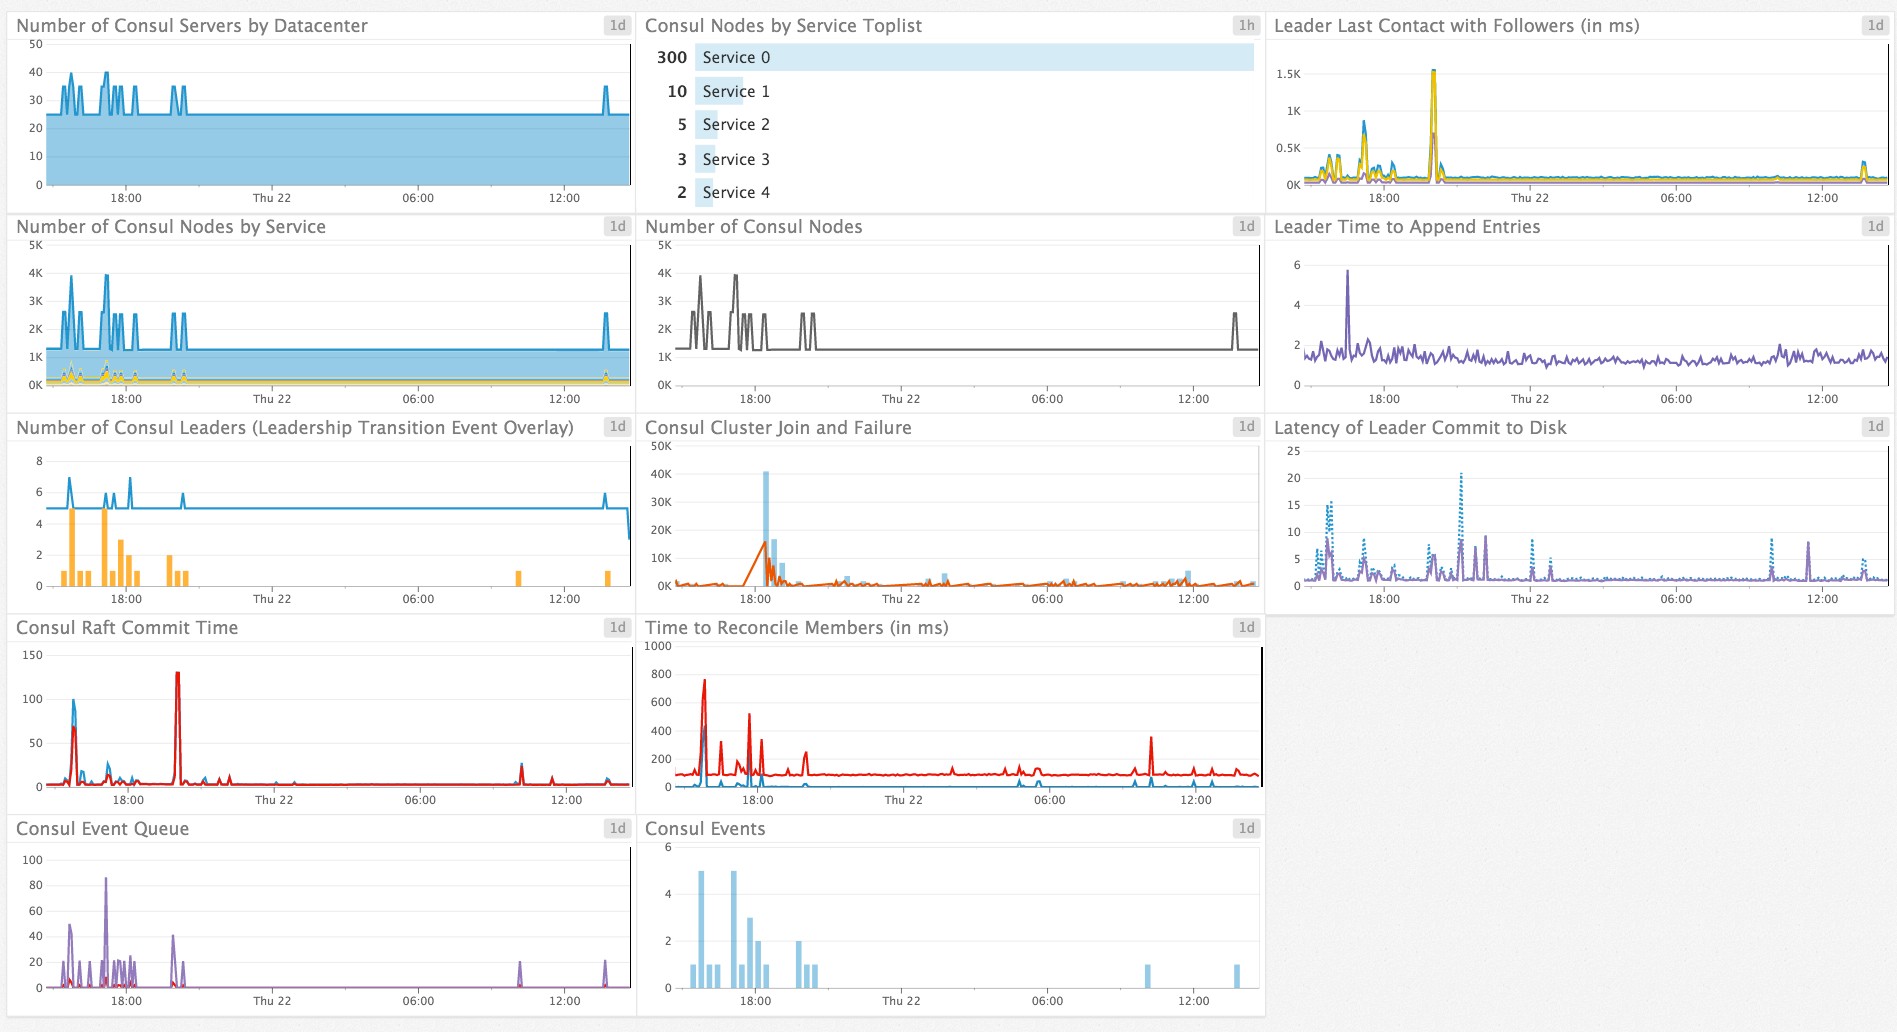 Number of Consul Servers by Datacenter 1d
50
40
30
20
10
0
18:00 Thu 22 06:00 12:00
Consul Nodes by Service Toplist 1h
300 Service 0
10 Service 1
5 Service 2
3 Service 3
2 Service 4
Leader Last Contact with Followers (in ms) 1d
1.5K
1K
0.5K
0K
18:00 Thu 22 06:00 12:00
Number of Consul Nodes by Service 1d
5K
4K
3K
2K
1K
0K
18:00 Thu 22 06:00 12:00
Number of Consul Nodes 1d
5K
4K
3K
2K
1K
0K
18:00 Thu 22 06:00 12:00
Leader Time to Append Entries 1d
6
4
2
0
18:00 Thu 22 06:00 12:00
Number of Consul Leaders (Leadership Transition Event Overlay) 1d
8
6
4
2
0
18:00 Thu 22 06:00 12:00
Consul Cluster Join and Failure 1d
50K
40K
30K
20K
10K
0K
18:00 Thu 22 06:00 12:00
Latency of Leader Commit to Disk 1d
25
20
15
10
5
0
18:00 Thu 22 06:00 12:00
Consul Raft Commit Time 1d
150
100
50
0
18:00 Thu 22 06:00 12:00
Time to Reconcile Members (in ms) 1d
1000
800
600
400
200
0
18:00 Thu 22 06:00 12:00
Consul Event Queue 1d
100
80
60
40
20
0
18:00 Thu 22 06:00 12:00
Consul Events 1d
6
4
2
0
18:00 Thu 22 06:00 12:00